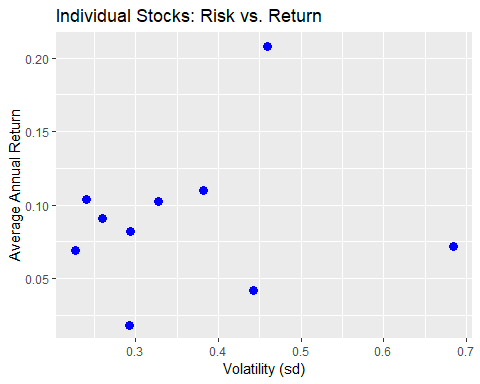 Individual Stocks: Risk vs. Return
Average Annual Return
0.20
0.15
0.10
0.05
0.3 0.4 0.5 0.6 0.7
Volatility (sd)